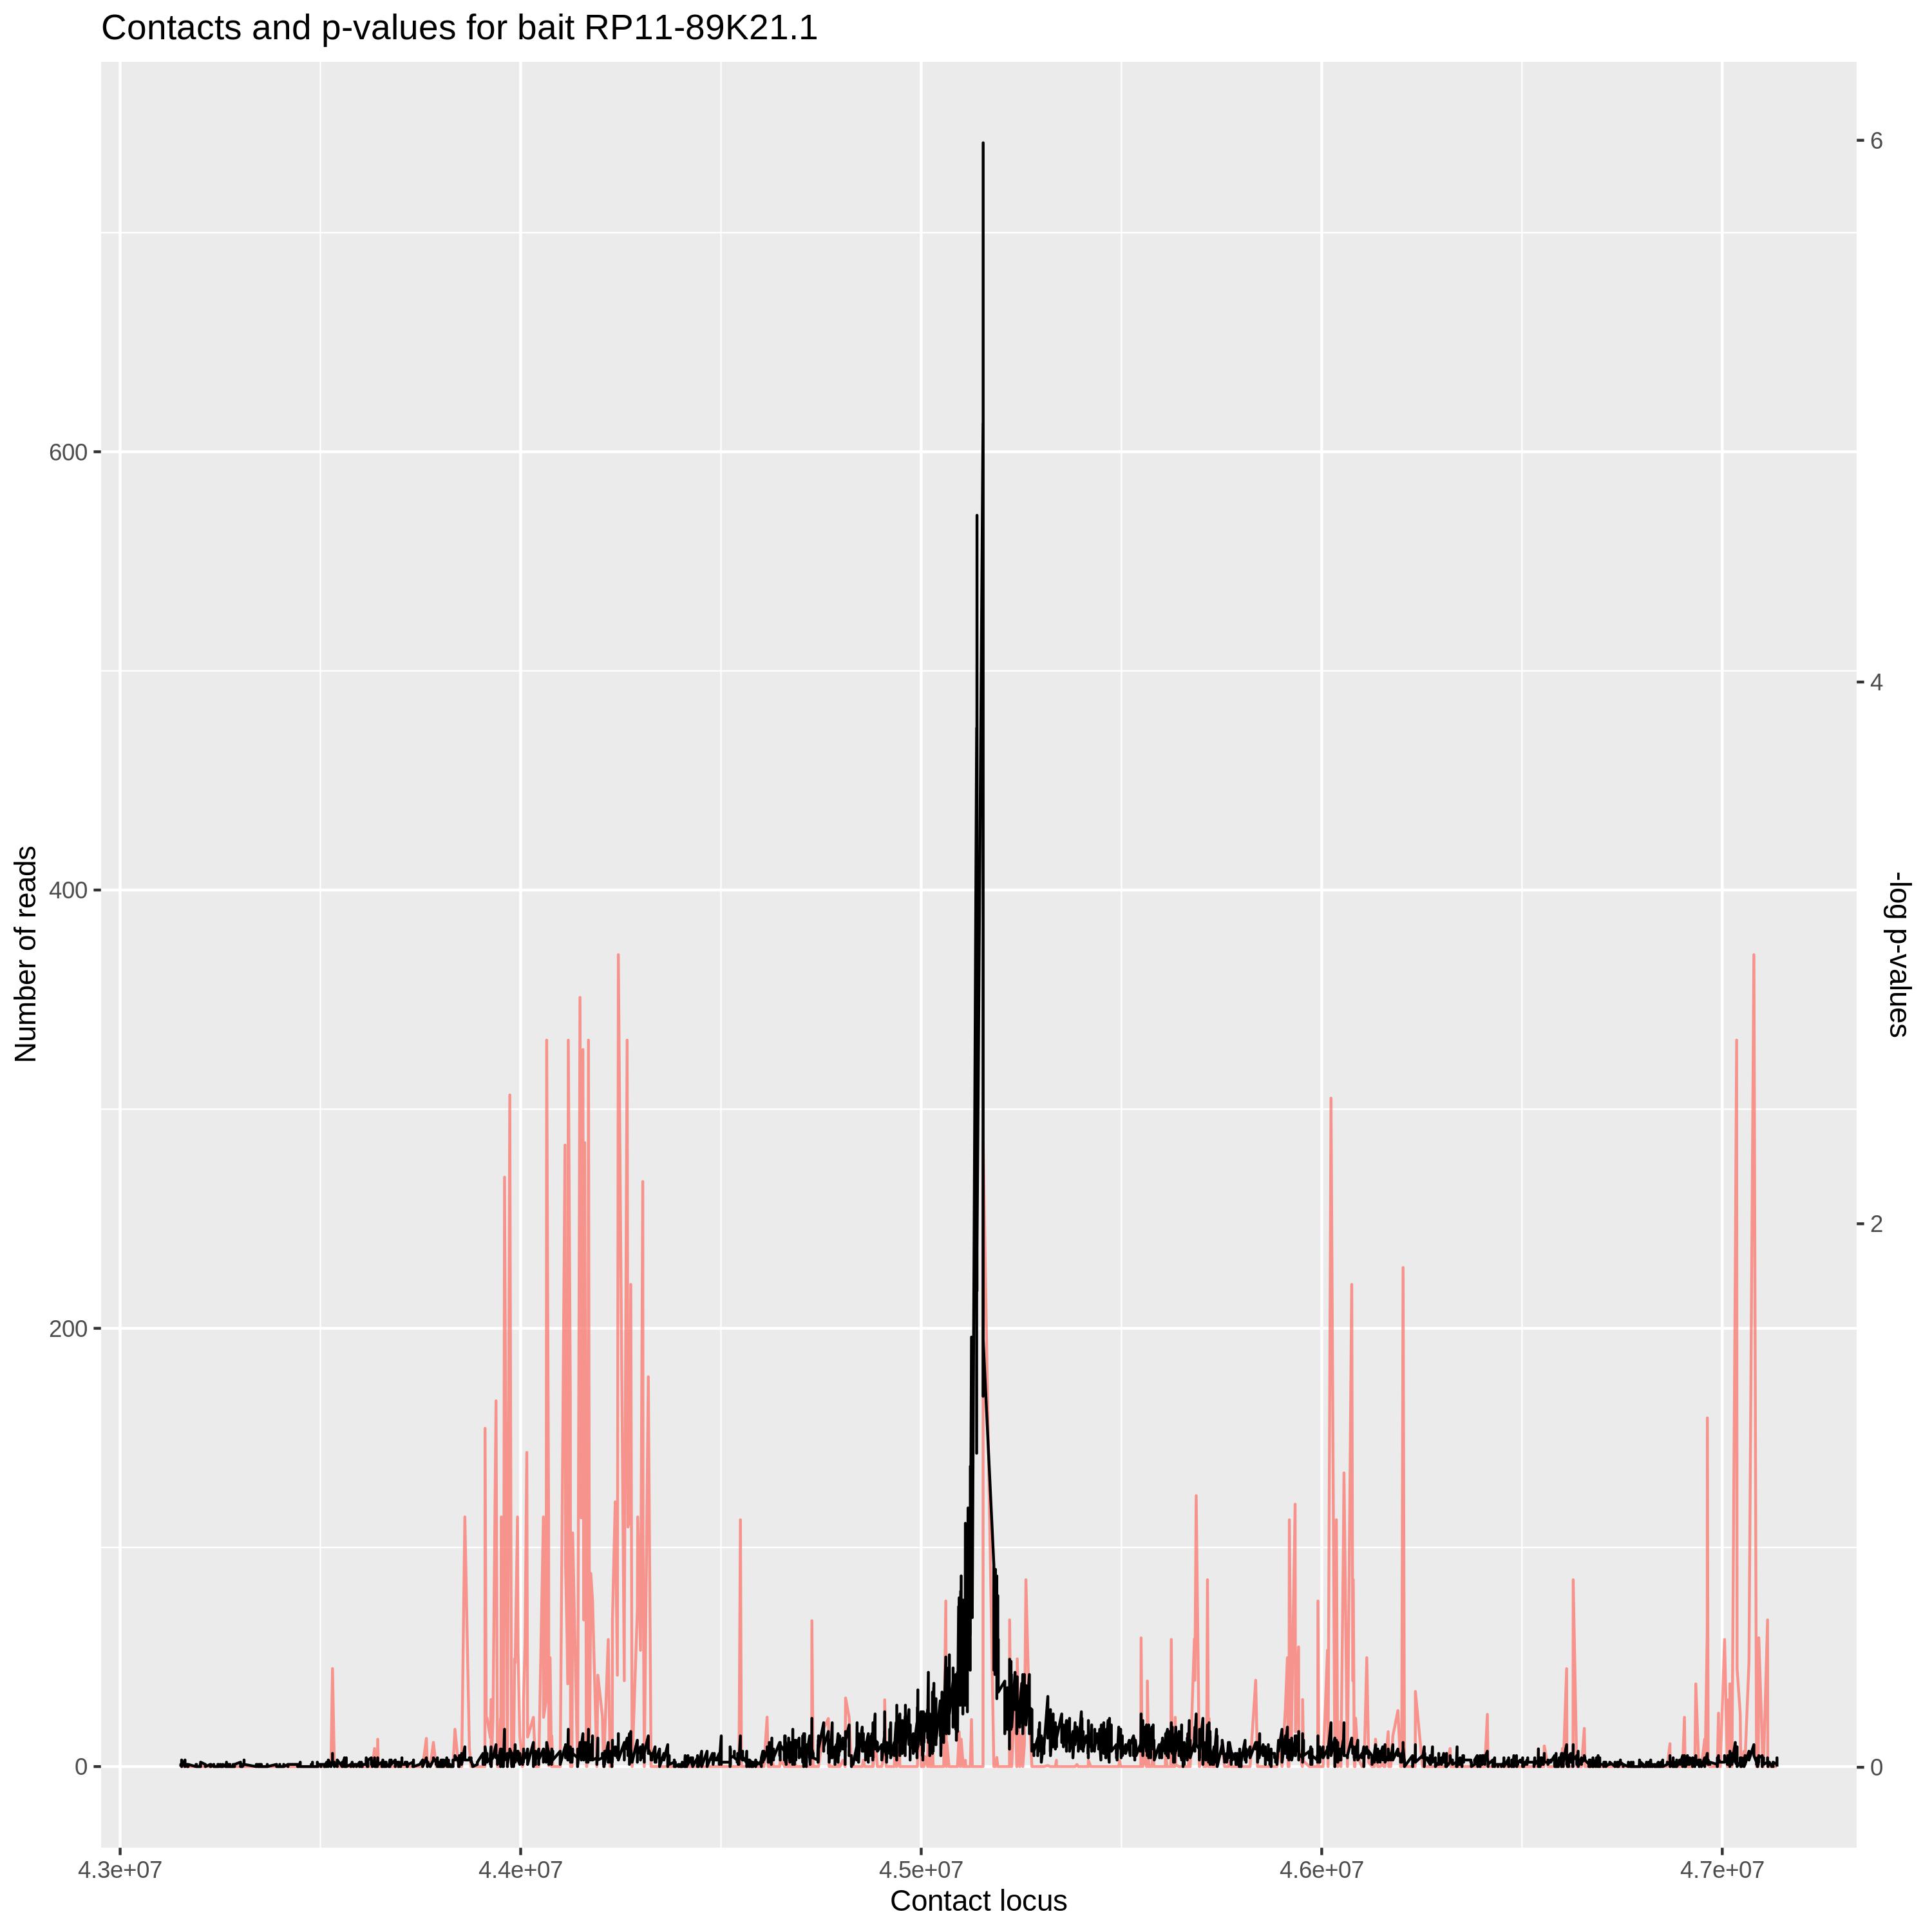 Contacts and p-values for bait RP11-89K21.1
Number of reads
600
400
200
0
6
4
2
0
-log p-values
4.3e+07
4.4e+07
4.5e+07
4.6e+07
4.7e+07
Contact locus